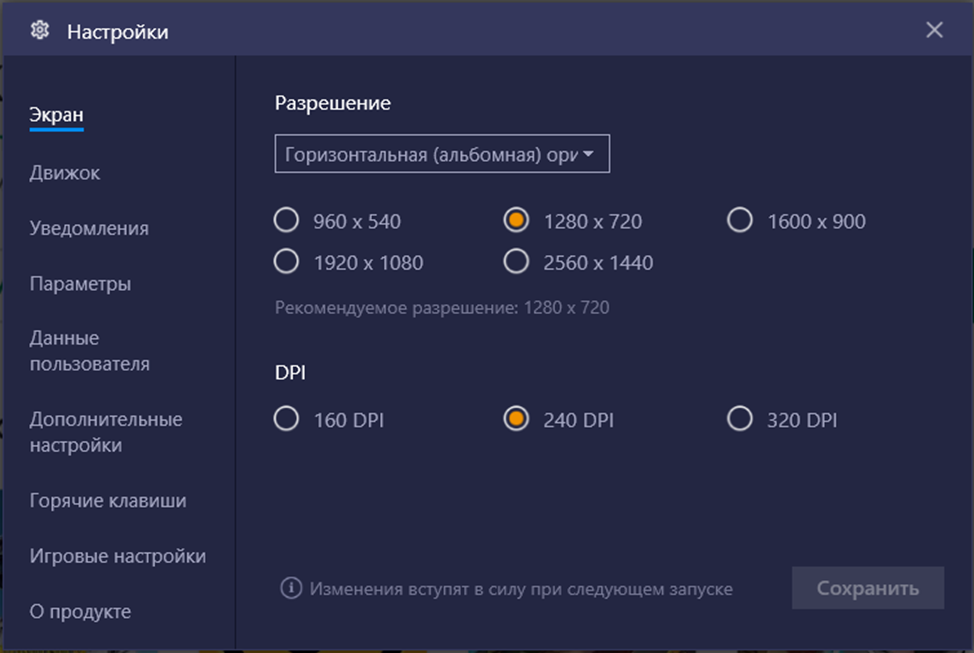 Настройки
Экран
Движок
Уведомления
Параметры
Данные
пользователя
Дополнительные
настройки
Горячие клавиши
Игровые настройки
О продукте
Разрешение
Горизонтальная (альбомная) ори
960 x 540 1280 x 720 1600 x 900
1920 x 1080 2560 x 1440
Рекомендуемое разрешение: 1280 x 720
DPI
160 DPI 240 DPI 320 DPI
Изменения вступят в силу при следующем запуске
Сохранить